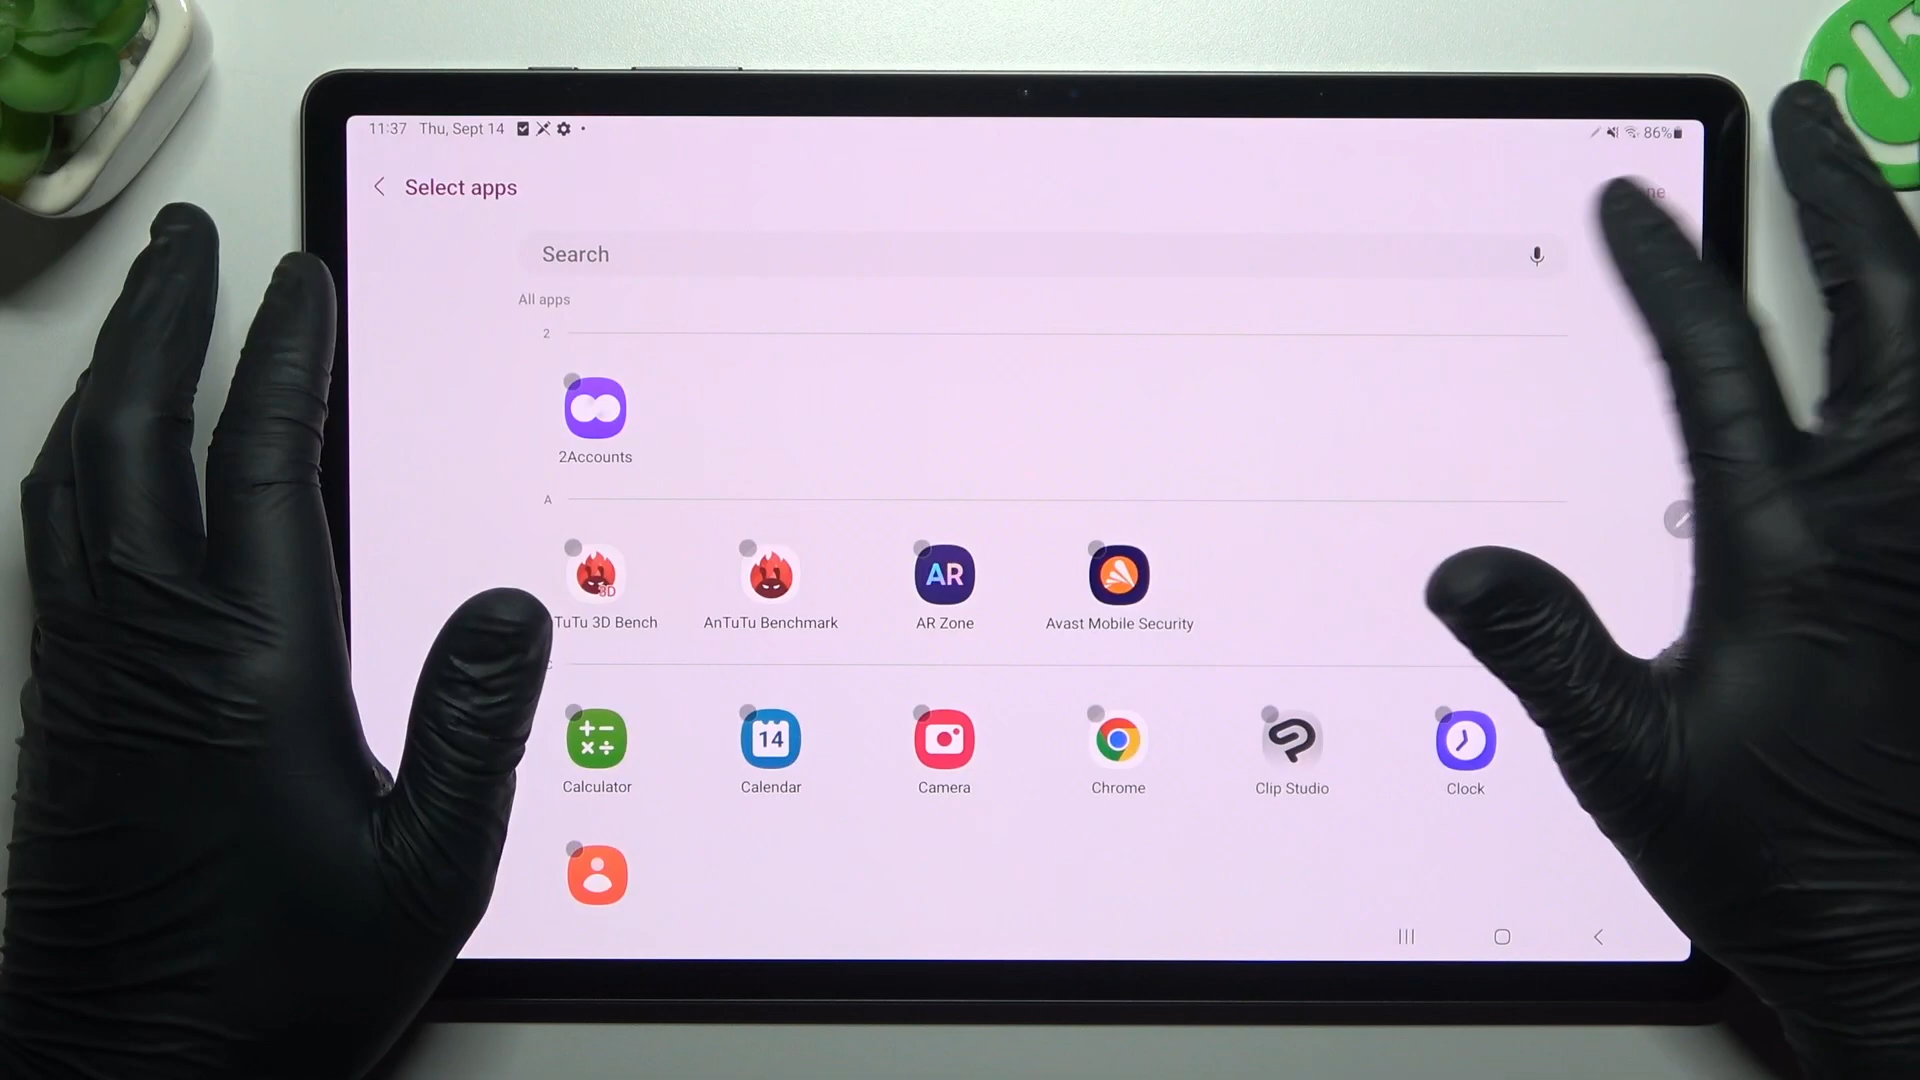 11:37 Thu, Sept 14
86%
Select apps
Search
All apps
2
2Accounts
A
TuTu 3D Bench
AnTuTu Benchmark
AR Zone
Avast Mobile Security
3D
AR
Calculator
Calendar
Camera
Chrome
Clip Studio
Clock
14